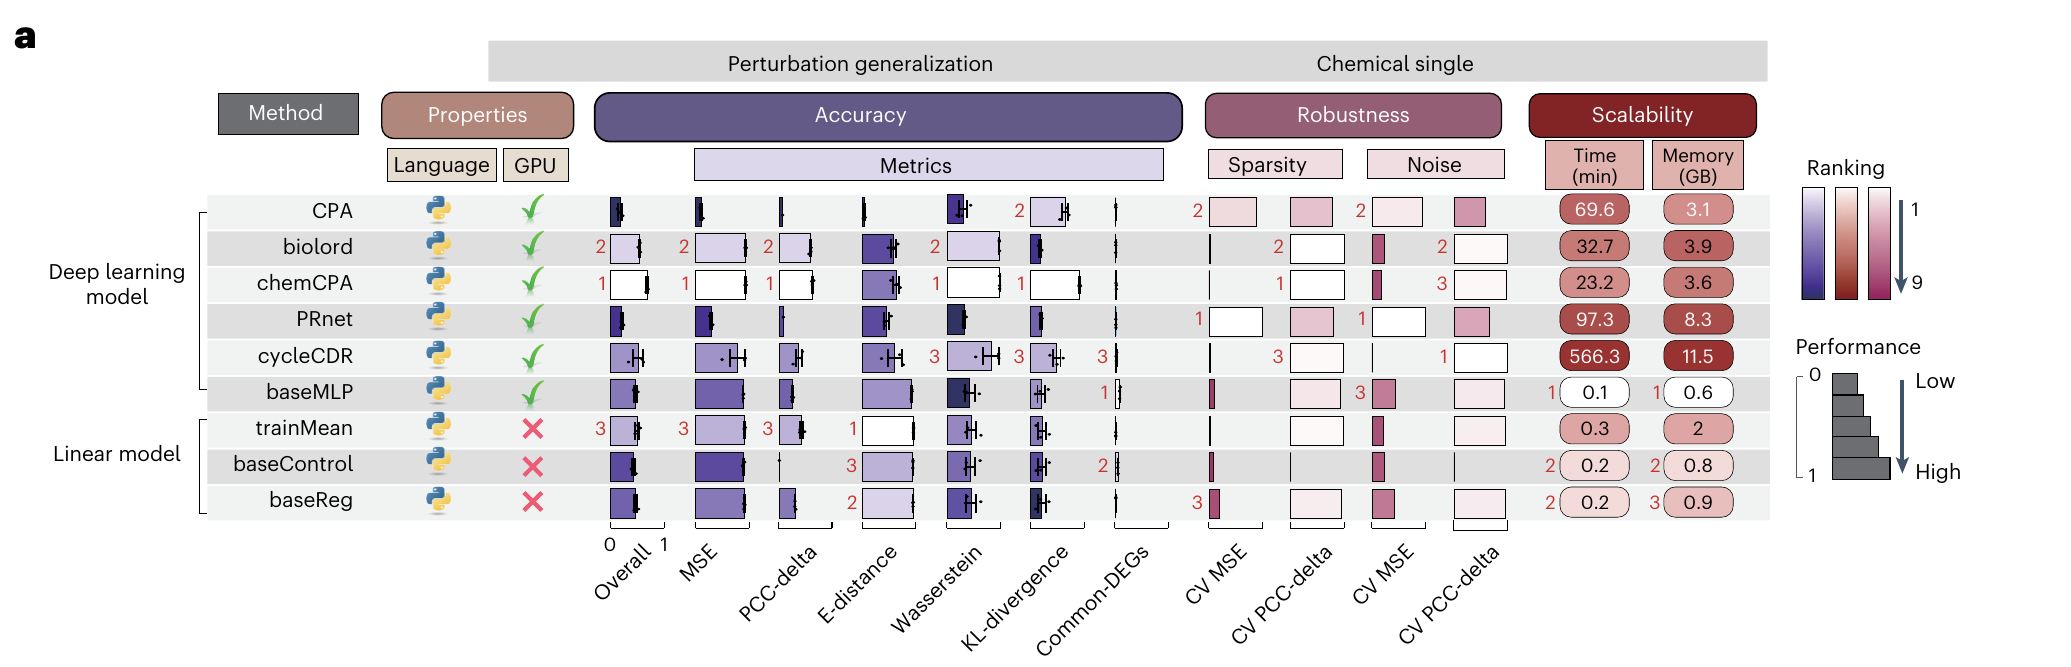 a
Perturbation generalization Chemical single
Method Properties Accuracy Robustness Scalability
Language GPU Metrics Sparsity Noise Time (min) Memory (GB)
Ranking
1
9
Performance
0 Low
1 High
Deep learning model
CPA 2 2 2 69.6 3.1
biolord 2 2 2 2 2 2 32.7 3.9
chemCPA 1 1 1 1 1 1 3 23.2 3.6
PRnet 1 1 97.3 8.3
cycleCDR 3 3 3 3 1 566.3 11.5
baseMLP 1 3 1 0.1 1 0.6
Linear model
trainMean 3 3 3 1 0.3 2
baseControl 3 2 2 0.2 2 0.8
baseReg 2 3 2 0.2 3 0.9
0 1
Overall
MSE
PCC-delta
E-distance
Wasserstein
KL-divergence
Common-DEGs
CV MSE
CV PCC-delta
CV MSE
CV PCC-delta